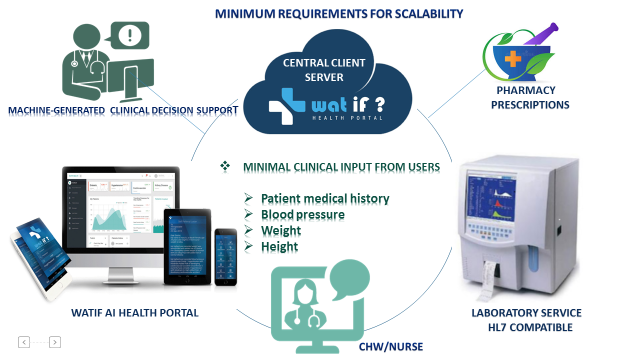 MINIMUM REQUIREMENTS FOR SCALABILITY
CENTRAL CLIENT
SERVER
wat if ?
HEALTH PORTAL
MACHINE-GENERATED CLINICAL DECISION SUPPORT
PHARMACY
PRESCRIPTIONS
MINIMAL CLINICAL INPUT FROM USERS
Patient medical history
Blood pressure
Weight
Height
WATIF AI HEALTH PORTAL
LABORATORY SERVICE
HL7 COMPATIBLE
CHW/NURSE